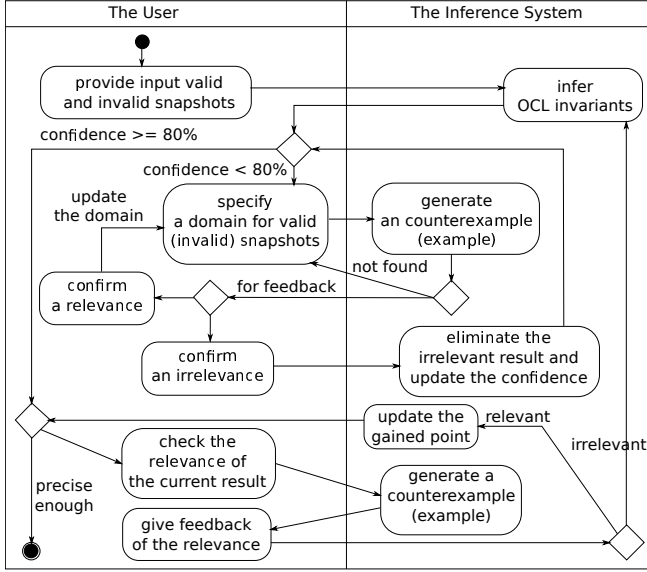 The User
The Inference System
provide input valid
and invalid snapshots
infer
OCL invariants
confidence >= 80%
confidence < 80%
update
the domain
specify
a domain for valid
(invalid) snapshots
generate
an counterexample
(example)
not found
for feedback
confirm
a relevance
confirm
an irrelevance
eliminate the
irrelevant result and
update the confidence
update the
gained point
relevant
irrelevant
check the
relevance of
the current result
generate a
counterexample
(example)
precise
enough
give feedback
of the relevance